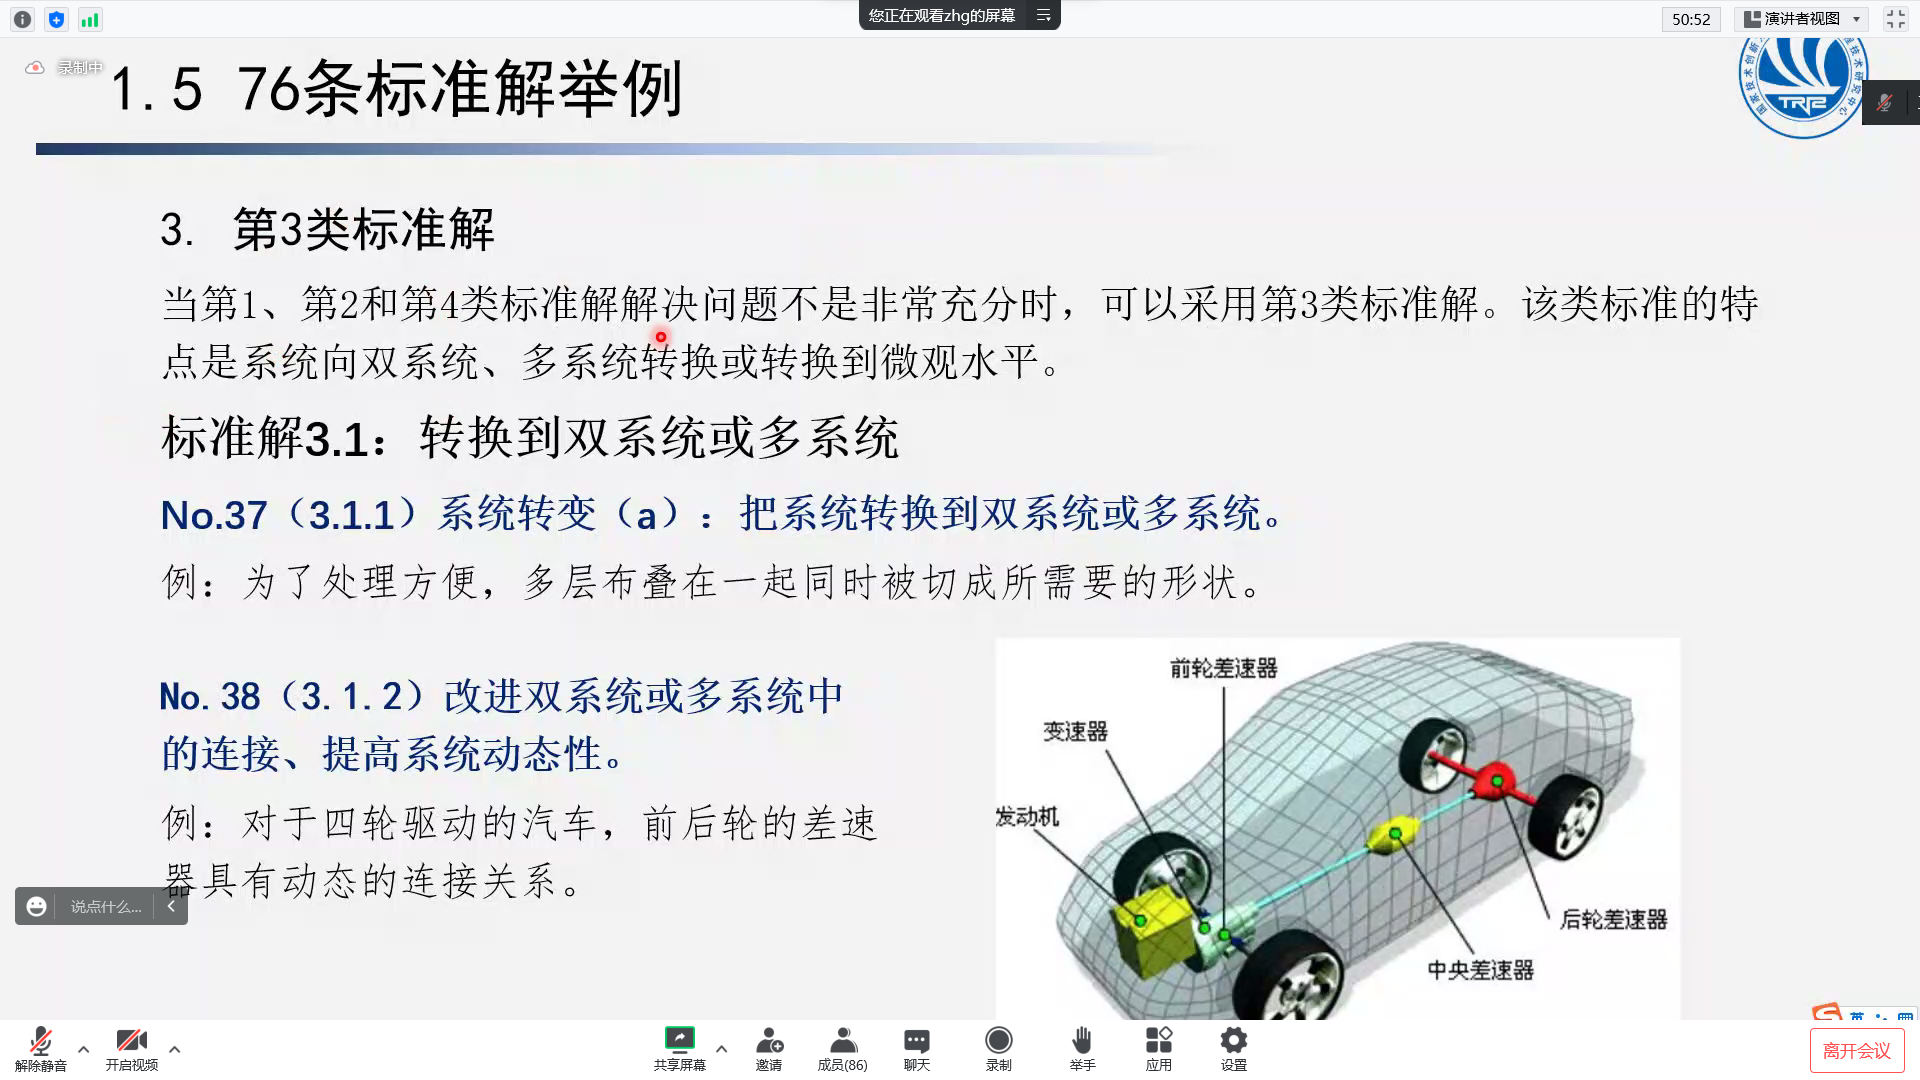 您正在观看zhg的屏幕
50:52
演讲者视图
录制中
1.5 76条标准解举例
TRIZ
3. 第3类标准解
当第1、第2和第4类标准解解决问题不是非常充分时，可以采用第3类标准解。该类标准的特
点是系统向双系统、多系统转换或转换到微观水平。
标准解3.1：转换到双系统或多系统
No.37（3.1.1）系统转变（a）：把系统转换到双系统或多系统。
例：为了处理方便，多层布叠在一起同时被切成所需要的形状。
No.38（3.1.2）改进双系统或多系统中
的连接、提高系统动态性。
例：对于四轮驱动的汽车，前后轮的差速
器具有动态的连接关系。
前轮差速器
变速器
发动机
后轮差速器
中央差速器
说点什么...
英
解除静音
开启视频
共享屏幕
邀请
成员(86)
聊天
录制
举手
应用
设置
离开会议